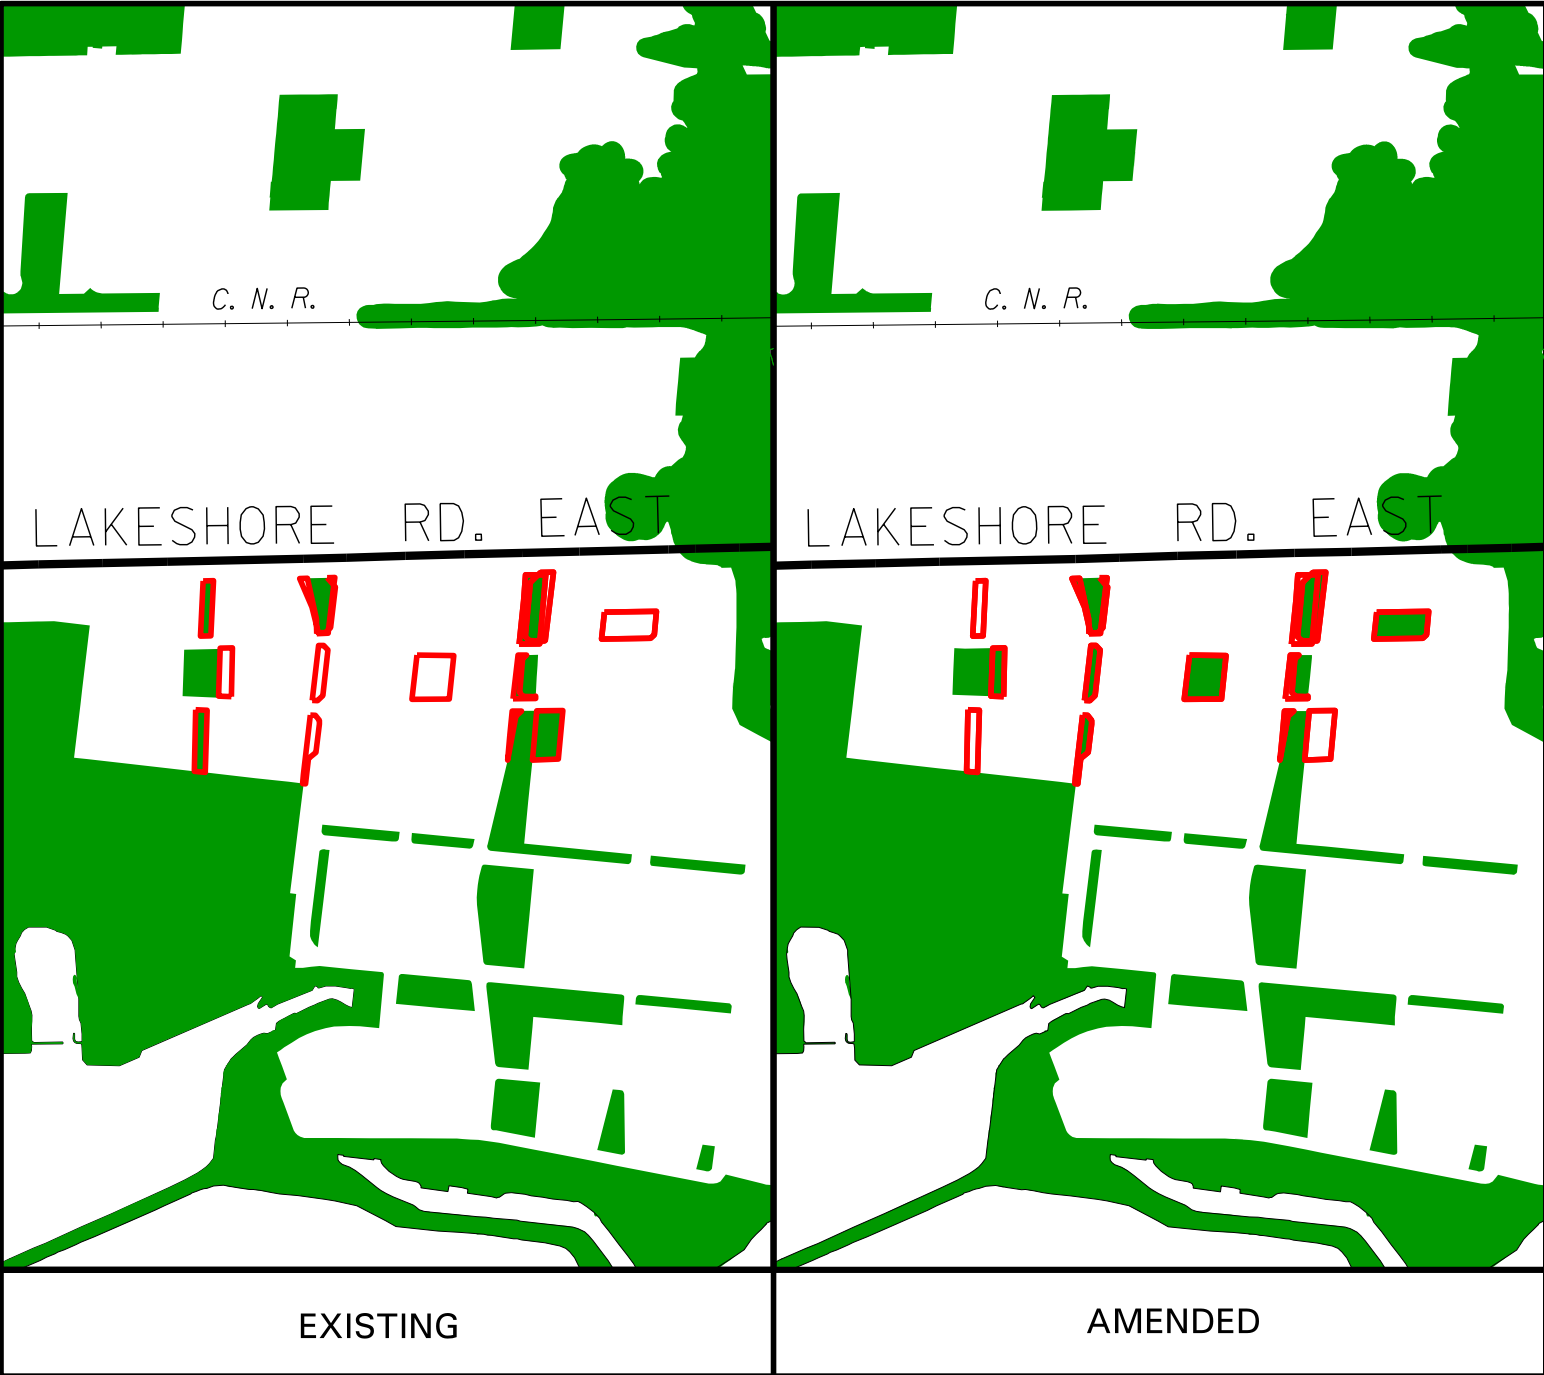 C. N. R.
C. N. R.
LAKESHORE RD. EAST
LAKESHORE RD. EAST
EXISTING
AMENDED